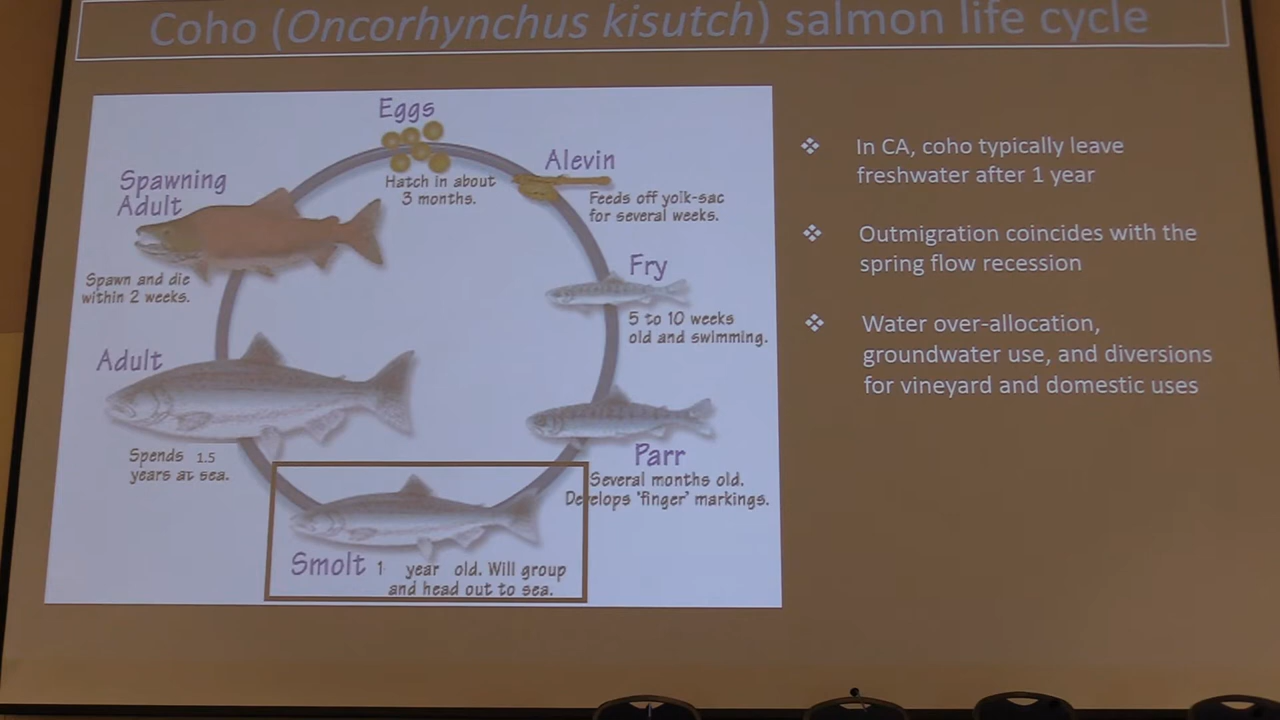 Coho (Oncorhynchus kisutch) salmon life cycle
Eggs
Hatch in about
3 months.
Alevin
Feeds off yolk-sac
for several weeks.
Fry
5 to 10 weeks
old and swimming.
Parr
Several months old.
Develops 'finger' markings.
Smolt 1 year old. Will group
and head out to sea.
Adult
Spends 1.5
years at sea.
Spawning
Adult
Spawn and die
within 2 weeks.
❖ In CA, coho typically leave
freshwater after 1 year
❖ Outmigration coincides with the
spring flow recession
❖ Water over-allocation,
groundwater use, and diversions
for vineyard and domestic uses